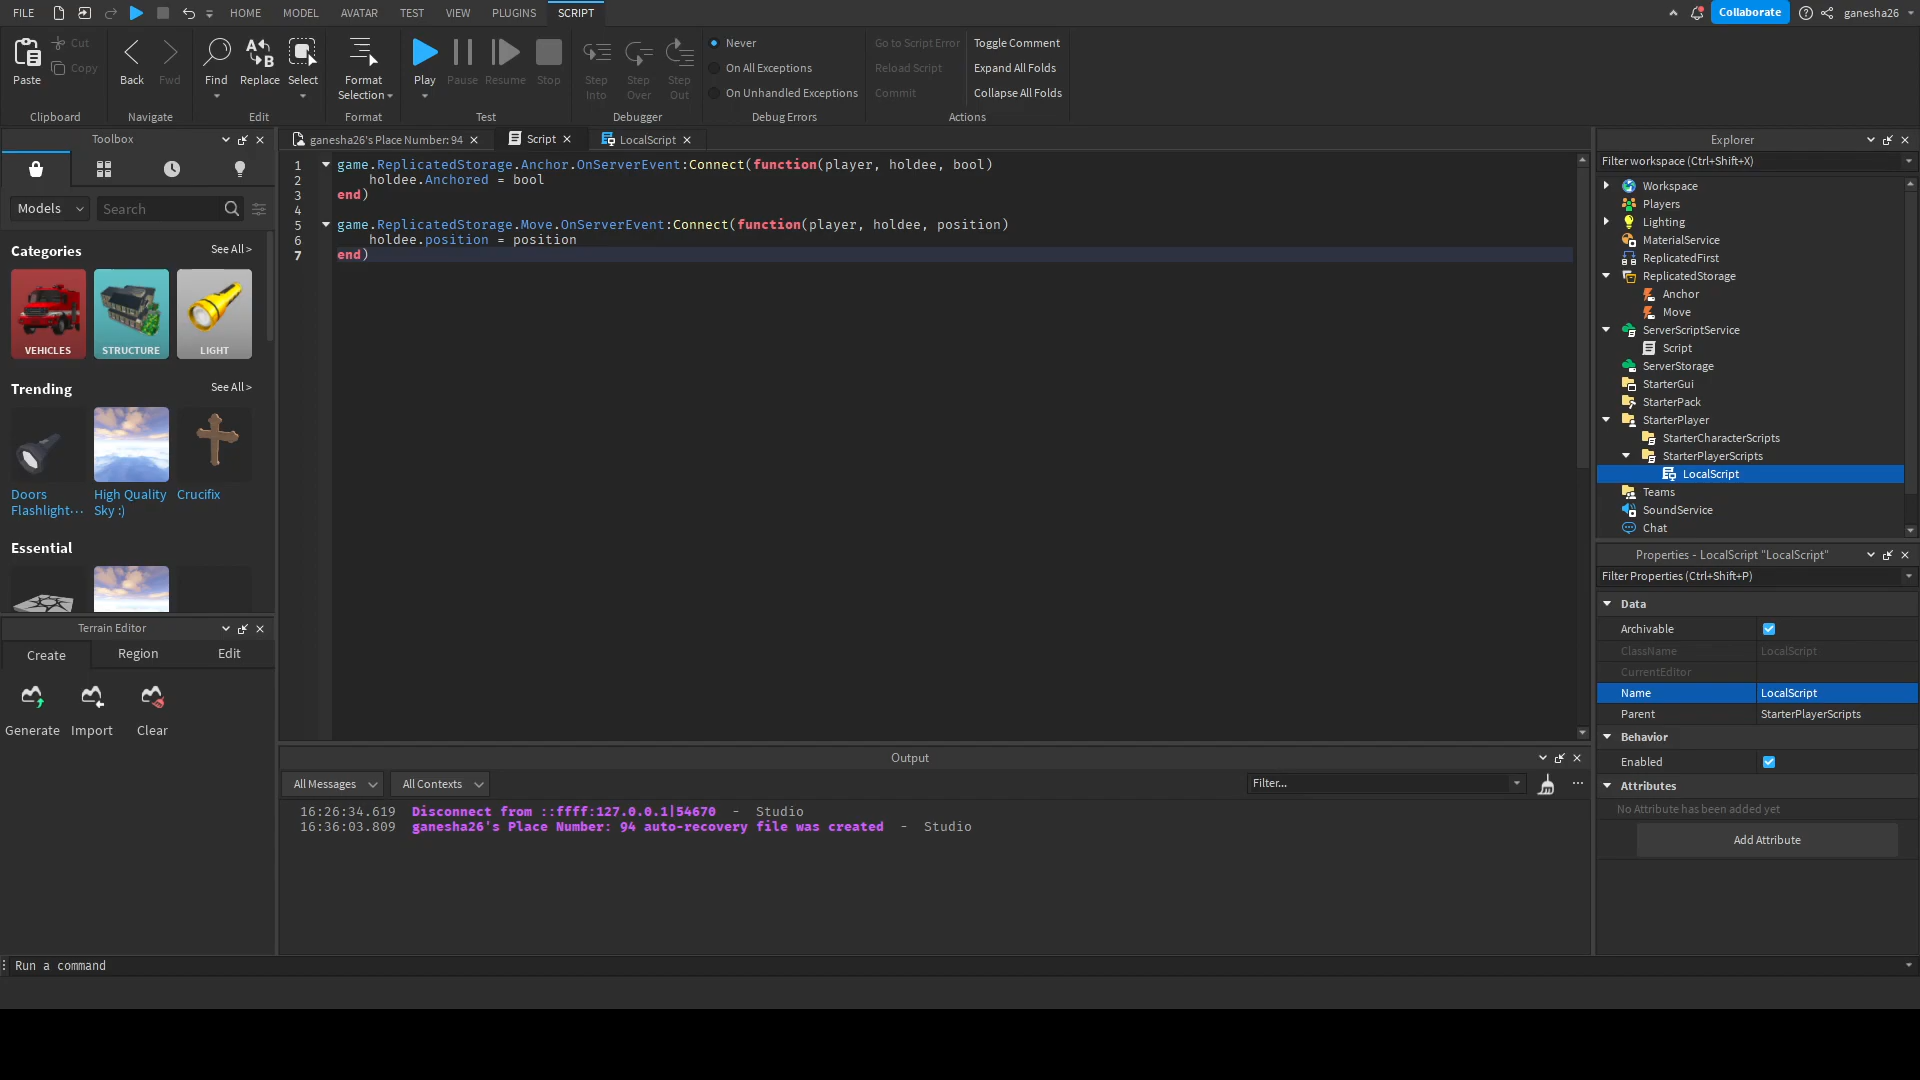 FILE HOME MODEL AVATAR TEST VIEW PLUGINS SCRIPT Collaborate ganesha26
Paste Cut Copy
Clipboard
Back Fwd
Navigate
Find Replace Select
Edit
Format Selection
Format
Play Pause Resume Stop
Test
Step Into Step Over Step Out
Debugger
Never
On All Exceptions
On Unhandled Exceptions
Debug Errors
Go to Script Error Toggle Comment
Reload Script Expand All Folds
Commit Collapse All Folds
Actions
Toolbox
Models Search
Categories See All >
VEHICLES STRUCTURE LIGHT
Trending See All >
Doors Flashlight⋯
High Quality Sky :)
Crucifix
Essential
Terrain Editor
Create Region Edit
Generate Import Clear
ganesha26's Place Number: 94 Script LocalScript
1 game.ReplicatedStorage.Anchor.OnServerEvent:Connect(function(player, holdee, bool)
2 holdee.Anchored = bool
3 end)
4
5 game.ReplicatedStorage.Move.OnServerEvent:Connect(function(player, holdee, position)
6 holdee.position = position
7 end)
Output
All Messages All Contexts Filter...
16:26:34.619 Disconnect from ::ffff:127.0.0.1|54670 - Studio
16:36:03.809 ganesha26's Place Number: 94 auto-recovery file was created - Studio
Explorer
Filter workspace (Ctrl+Shift+X)
Workspace
Players
Lighting
MaterialService
ReplicatedFirst
ReplicatedStorage
Anchor
Move
ServerScriptService
Script
ServerStorage
StarterGui
StarterPack
StarterPlayer
StarterCharacterScripts
StarterPlayerScripts
LocalScript
Teams
SoundService
Chat
Properties - LocalScript "LocalScript"
Filter Properties (Ctrl+Shift+P)
Data
Archivable
ClassName LocalScript
CurrentEditor
Name LocalScript
Parent StarterPlayerScripts
Behavior
Enabled
Attributes
No Attribute has been added yet
Add Attribute
Run a command